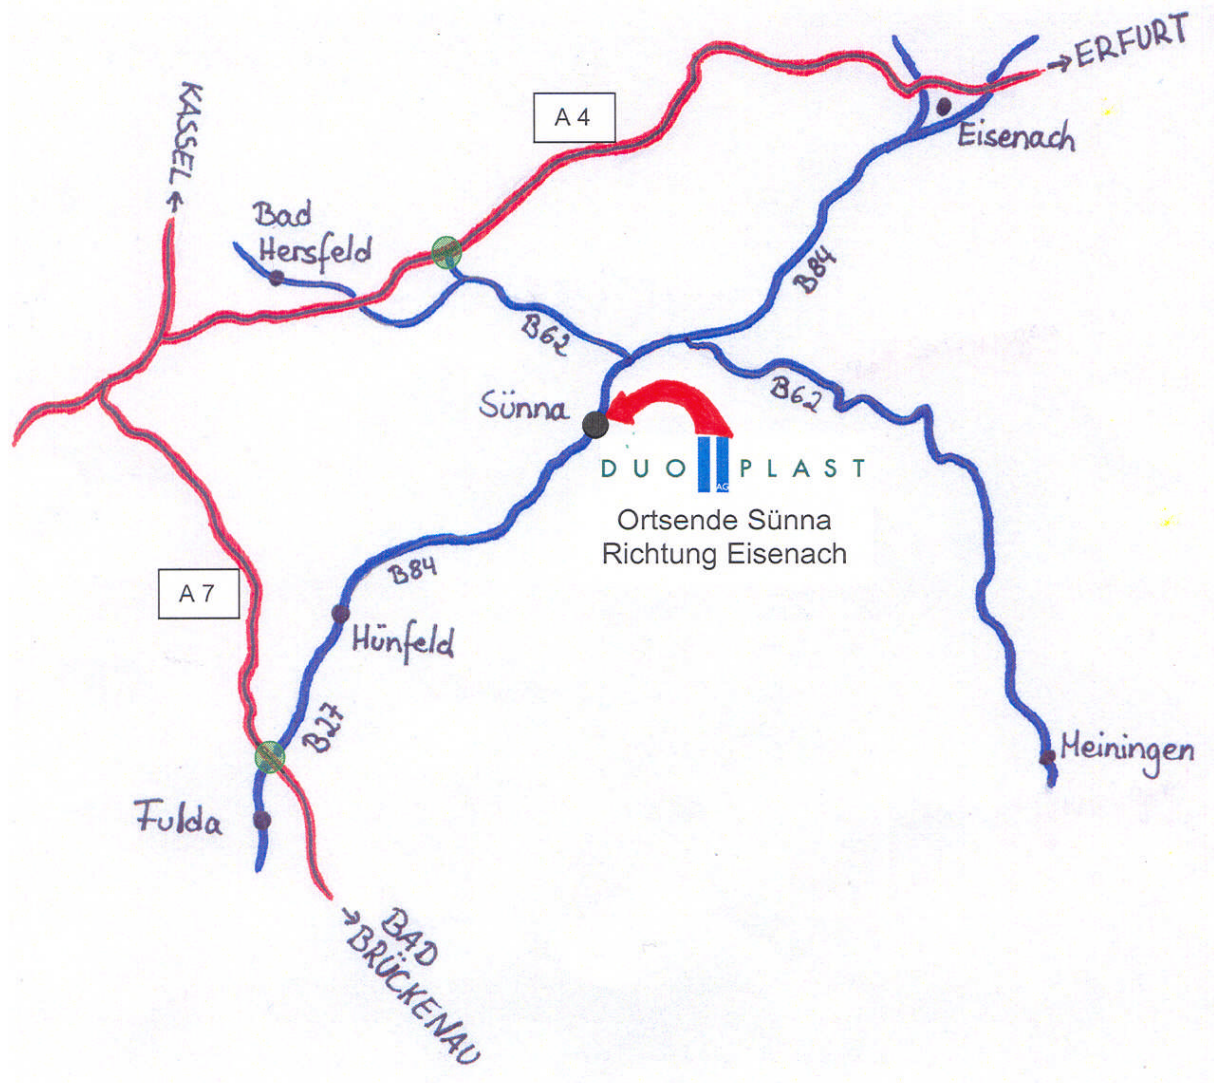 →ERFURT
KASSEL ←
A 4
Eisenach
Bad
Hersfeld
B84
B62
B62
Sünna
DUO PLAST
AG
Ortsende Sünna
Richtung Eisenach
B84
A 7
Hünfeld
B27
Meiningen
Fulda
→BAD
BRÜCKENAU